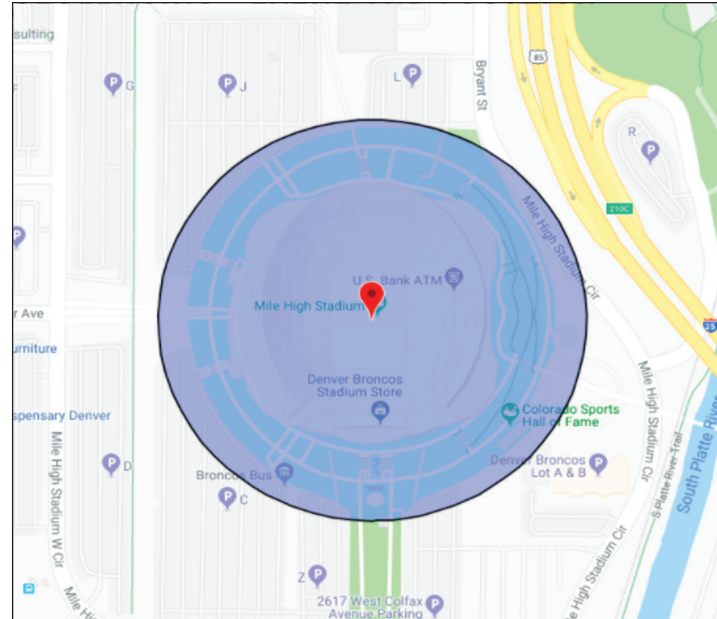 sulting
G
J
L
Bryant St
85
R
210C
Mile High Stadium Cir
U.S. Bank ATM
Mile High Stadium
r Ave
25
urniture
Denver Broncos
Stadium Store
spensary Denver
Colorado Sports
Hall of Fame
Mile High Stadium W Cir
D
Broncos Bus
C
Denver Broncos
Lot A & B
Mile High Stadium Cir
S Platte River Trail
South Platte River
Z
2617 West Colfax
Avenue Parking
Mile Hi
e High Stadium Cir
P
P
P
P
P
P
P
P
P
P